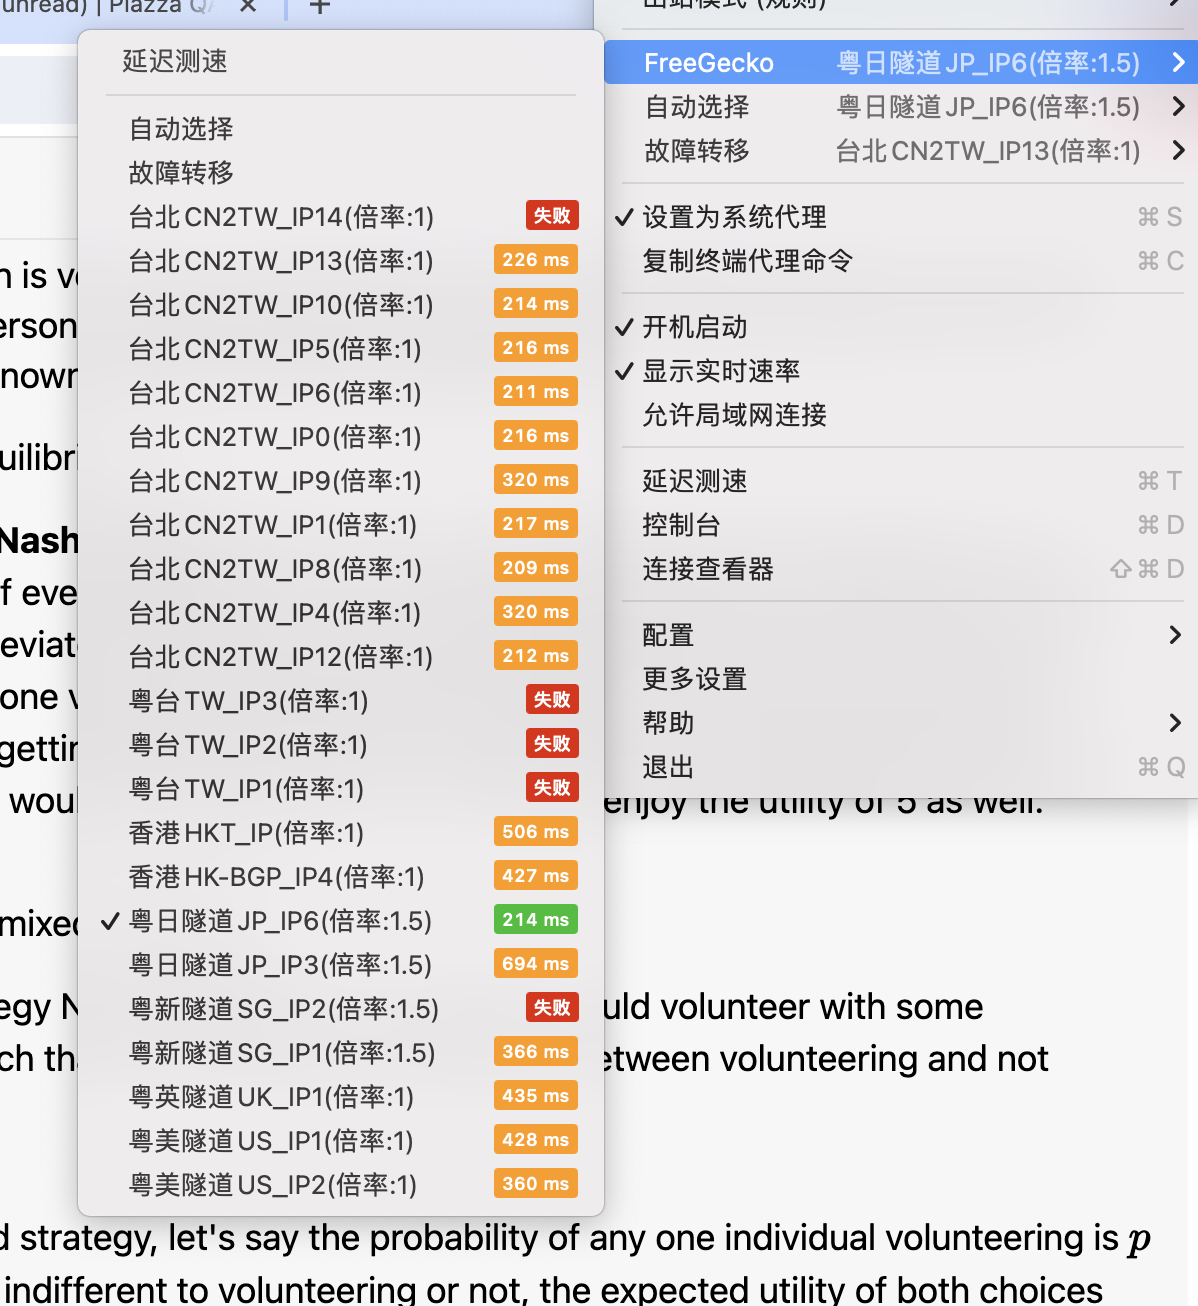 unread) | Piazza Q
出站模式 (规则)
延迟测速
自动选择
故障转移
台北CN2TW_IP14(倍率:1) 失败
台北CN2TW_IP13(倍率:1) 226 ms
台北CN2TW_IP10(倍率:1) 214 ms
台北CN2TW_IP5(倍率:1) 216 ms
台北CN2TW_IP6(倍率:1) 211 ms
台北CN2TW_IP0(倍率:1) 216 ms
台北CN2TW_IP9(倍率:1) 320 ms
台北CN2TW_IP1(倍率:1) 217 ms
台北CN2TW_IP8(倍率:1) 209 ms
台北CN2TW_IP4(倍率:1) 320 ms
台北CN2TW_IP12(倍率:1) 212 ms
粤台TW_IP3(倍率:1) 失败
粤台TW_IP2(倍率:1) 失败
粤台TW_IP1(倍率:1) 失败
香港HKT_IP(倍率:1) 506 ms
香港HK-BGP_IP4(倍率:1) 427 ms
✓ 粤日隧道JP_IP6(倍率:1.5) 214 ms
粤日隧道JP_IP3(倍率:1.5) 694 ms
粤新隧道SG_IP2(倍率:1.5) 失败
粤新隧道SG_IP1(倍率:1.5) 366 ms
粤英隧道UK_IP1(倍率:1) 435 ms
粤美隧道US_IP1(倍率:1) 428 ms
粤美隧道US_IP2(倍率:1) 360 ms
FreeGecko 粤日隧道JP_IP6(倍率:1.5)
自动选择 粤日隧道JP_IP6(倍率:1.5)
故障转移 台北CN2TW_IP13(倍率:1)
✓ 设置为系统代理 ⌘ S
复制终端代理命令 ⌘ C
✓ 开机启动
✓ 显示实时速率
允许局域网连接
延迟测速 ⌘ T
控制台 ⌘ D
连接查看器 ⇧ ⌘ D
配置
更多设置
帮助
退出 ⌘ Q
n is v
erson
nown
uilibri
Nash
f eve
eviat
one v
gettin
woul enjoy the utility of 5 as well.
mixed
egy N uld volunteer with some
ch tha etween volunteering and not
d strategy, let's say the probability of any one individual volunteering is p
indifferent to volunteering or not, the expected utility of both choices